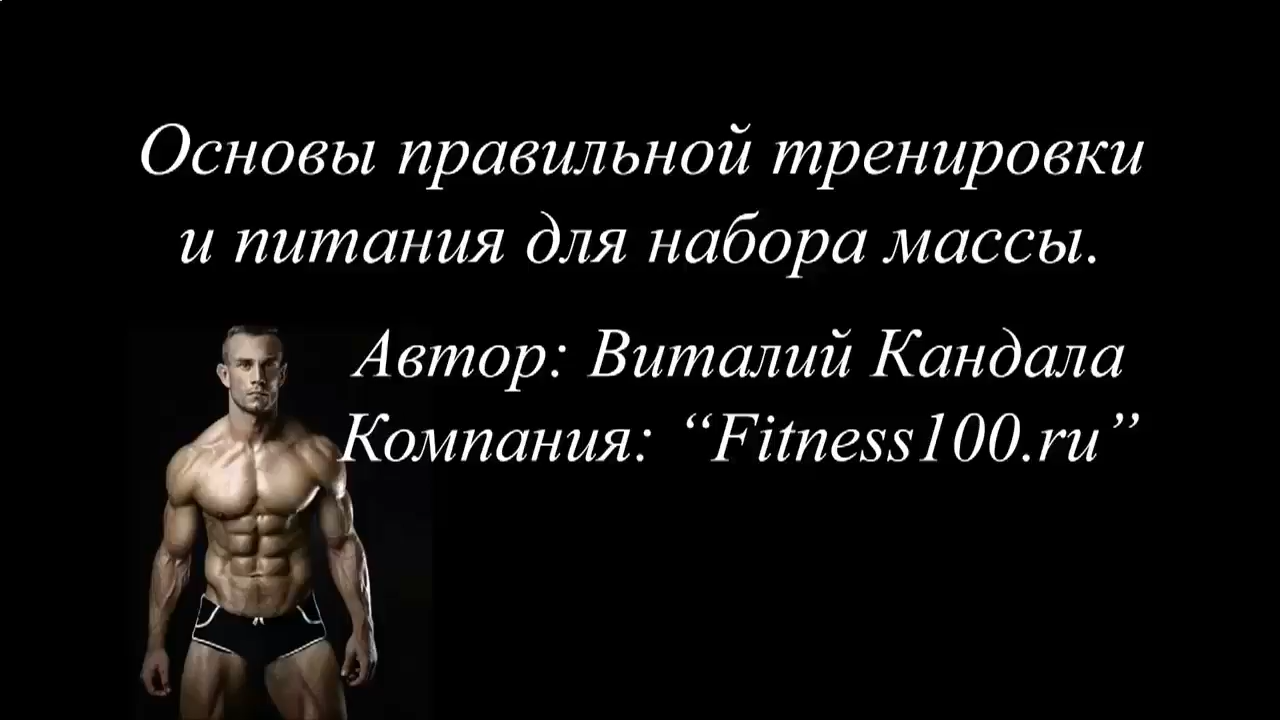 Основы правильной тренировки
и питания для набора массы.
Автор: Виталий Кандала
Компания: “Fitness100.ru”